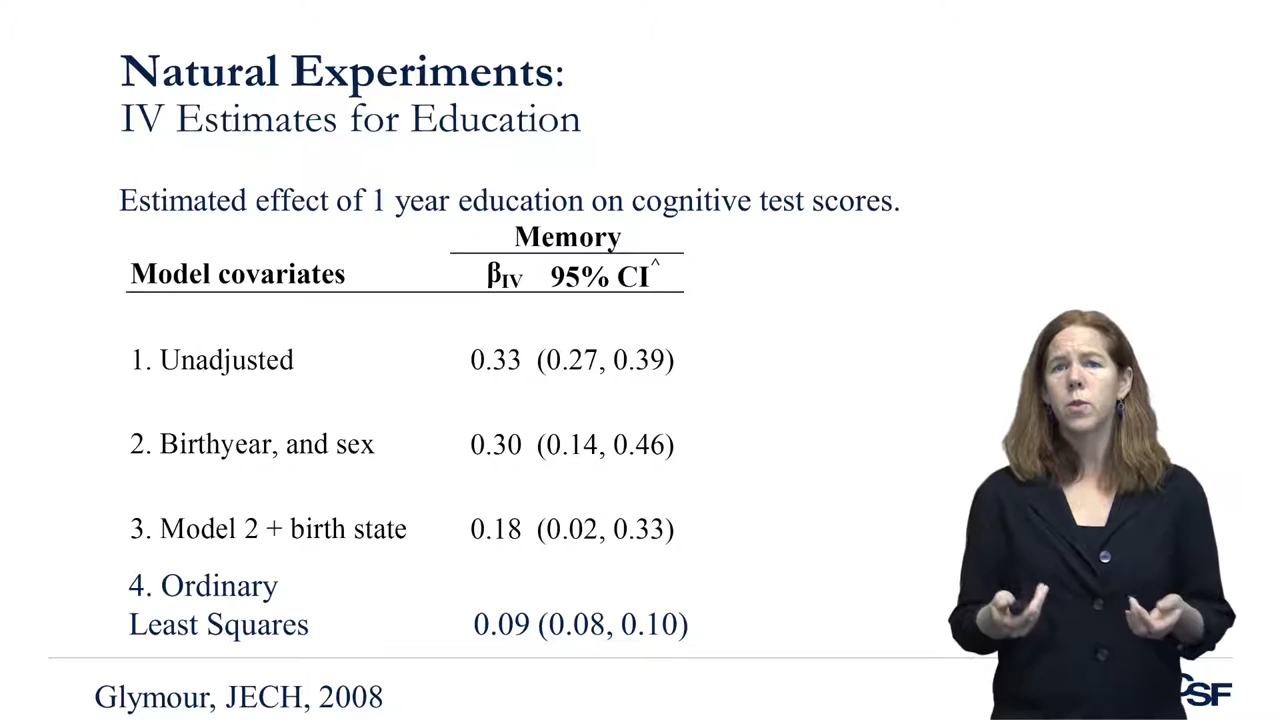 Natural Experiments:
IV Estimates for Education
Estimated effect of 1 year education on cognitive test scores.
Memory
Model covariates βIV 95% CI^
1. Unadjusted 0.33 (0.27, 0.39)
2. Birthyear, and sex 0.30 (0.14, 0.46)
3. Model 2 + birth state 0.18 (0.02, 0.33)
4. Ordinary
Least Squares 0.09 (0.08, 0.10)
Glymour, JECH, 2008
SF